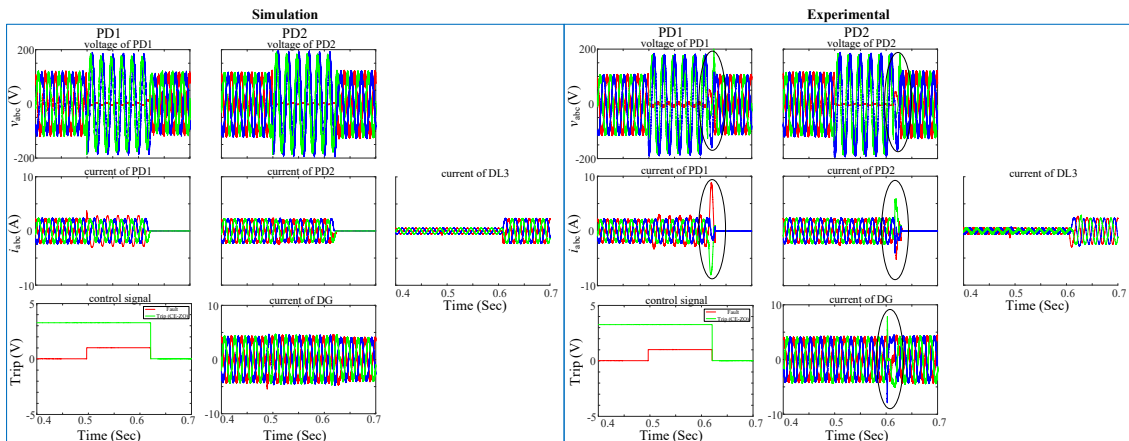 Simulation
Experimental
PD1
PD2
PD1
PD2
voltage of PD1
voltage of PD2
voltage of PD1
voltage of PD2
200
0
-200
vabc (V)
200
0
-200
vabc (V)
current of PD1
current of PD2
current of DL3
current of PD1
current of PD2
current of DL3
10
0
-10
iabc (A)
10
0
-10
iabc (A)
0.4 0.5 0.6 0.7
Time (Sec)
0.4 0.5 0.6 0.7
Time (Sec)
control signal
current of DG
control signal
current of DG
5
Trip (V)
-5
Fault
10
0
-10
5
Trip (V)
-5
Fault
10
0
-10
0.4 0.5 0.6 0.7
0.4 0.5 0.6 0.7
0.4 0.5 0.6 0.7
0.4 0.5 0.6 0.7
Time (Sec)
Time (Sec)
Time (Sec)
Time (Sec)